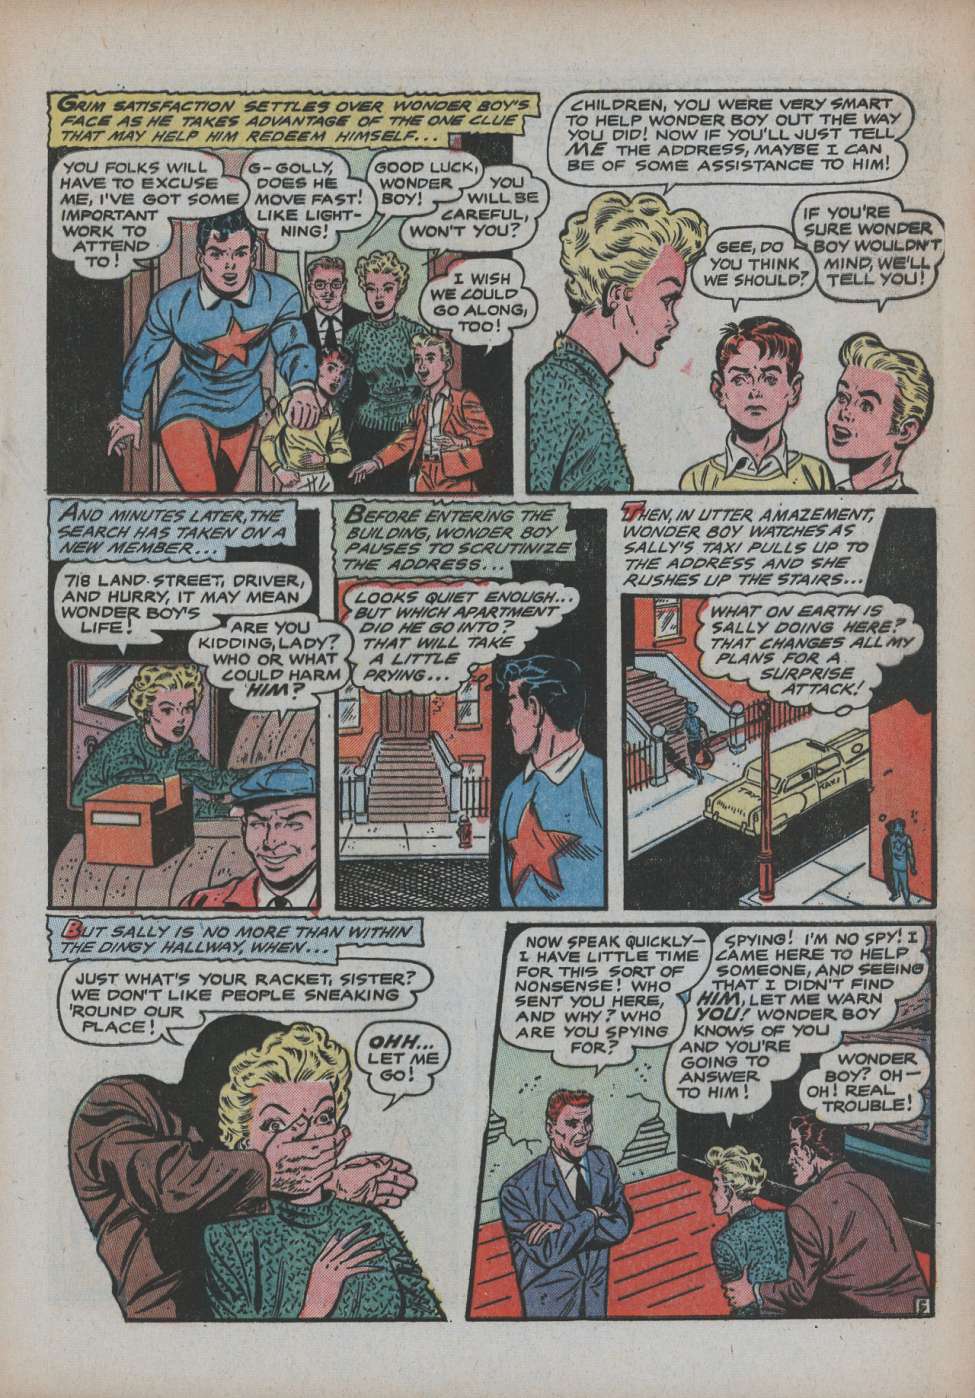 GRIM SATISFACTION SETTLES OVER WONDER BOY'S
FACE AS HE TAKES ADVANTAGE OF THE ONE CLUE
THAT MAY HELP HIM REDEEM HIMSELF...
YOU FOLKS WILL
HAVE TO EXCUSE
ME, I'VE GOT SOME
IMPORTANT
WORK TO
ATTEND
TO!
G-GOLLY,
DOES HE
MOVE FAST!
LIKE LIGHT-
NING!
GOOD LUCK,
WONDER
BOY!
YOU
WILL BE
CAREFUL,
WON'T YOU?
I WISH
WE COULD
GO ALONG,
TOO!
CHILDREN, YOU WERE VERY SMART
TO HELP WONDER BOY OUT THE WAY
YOU DID! NOW IF YOU'LL JUST TELL
ME THE ADDRESS, MAYBE I CAN
BE OF SOME ASSISTANCE TO HIM!
GEE, DO
YOU THINK
WE SHOULD?
IF YOU'RE
SURE WONDER
BOY WOULDN'T
MIND, WE'LL
TELL YOU!
AND MINUTES LATER, THE
SEARCH HAS TAKEN ON A
NEW MEMBER...
718 LAND STREET, DRIVER,
AND HURRY, IT MAY MEAN
WONDER BOY'S
LIFE!
ARE YOU
KIDDING, LADY?
WHO OR WHAT
COULD HARM
HIM?
BEFORE ENTERING THE
BUILDING, WONDER BOY
PAUSES TO SCRUTINIZE
THE ADDRESS...
LOOKS QUIET ENOUGH...
BUT WHICH APARTMENT
DID HE GO INTO?
THAT WILL TAKE
A LITTLE
PRYING...
THEN, IN UTTER AMAZEMENT,
WONDER BOY WATCHES AS
SALLY'S TAXI PULLS UP TO
THE ADDRESS AND SHE
RUSHES UP THE STAIRS...
WHAT ON EARTH IS
SALLY DOING HERE?
THAT CHANGES ALL MY
PLANS FOR A
SURPRISE
ATTACK!
TAXI
TAXI
BUT SALLY IS NO MORE THAN WITHIN
THE DINGY HALLWAY, WHEN...
JUST WHAT'S YOUR RACKET, SISTER?
WE DON'T LIKE PEOPLE SNEAKING
'ROUND OUR
PLACE!
OHH...
LET ME
GO!
NOW SPEAK QUICKLY—
I HAVE LITTLE TIME
FOR THIS SORT OF
NONSENSE! WHO
SENT YOU HERE,
AND WHY? WHO
ARE YOU SPYING
FOR?
SPYING! I'M NO SPY! I
CAME HERE TO HELP
SOMEONE, AND SEEING
THAT I DIDN'T FIND
HIM, LET ME WARN
YOU! WONDER BOY
KNOWS OF YOU
AND YOU'RE
GOING TO
ANSWER
TO HIM!
WONDER
BOY? OH—
OH! REAL
TROUBLE!